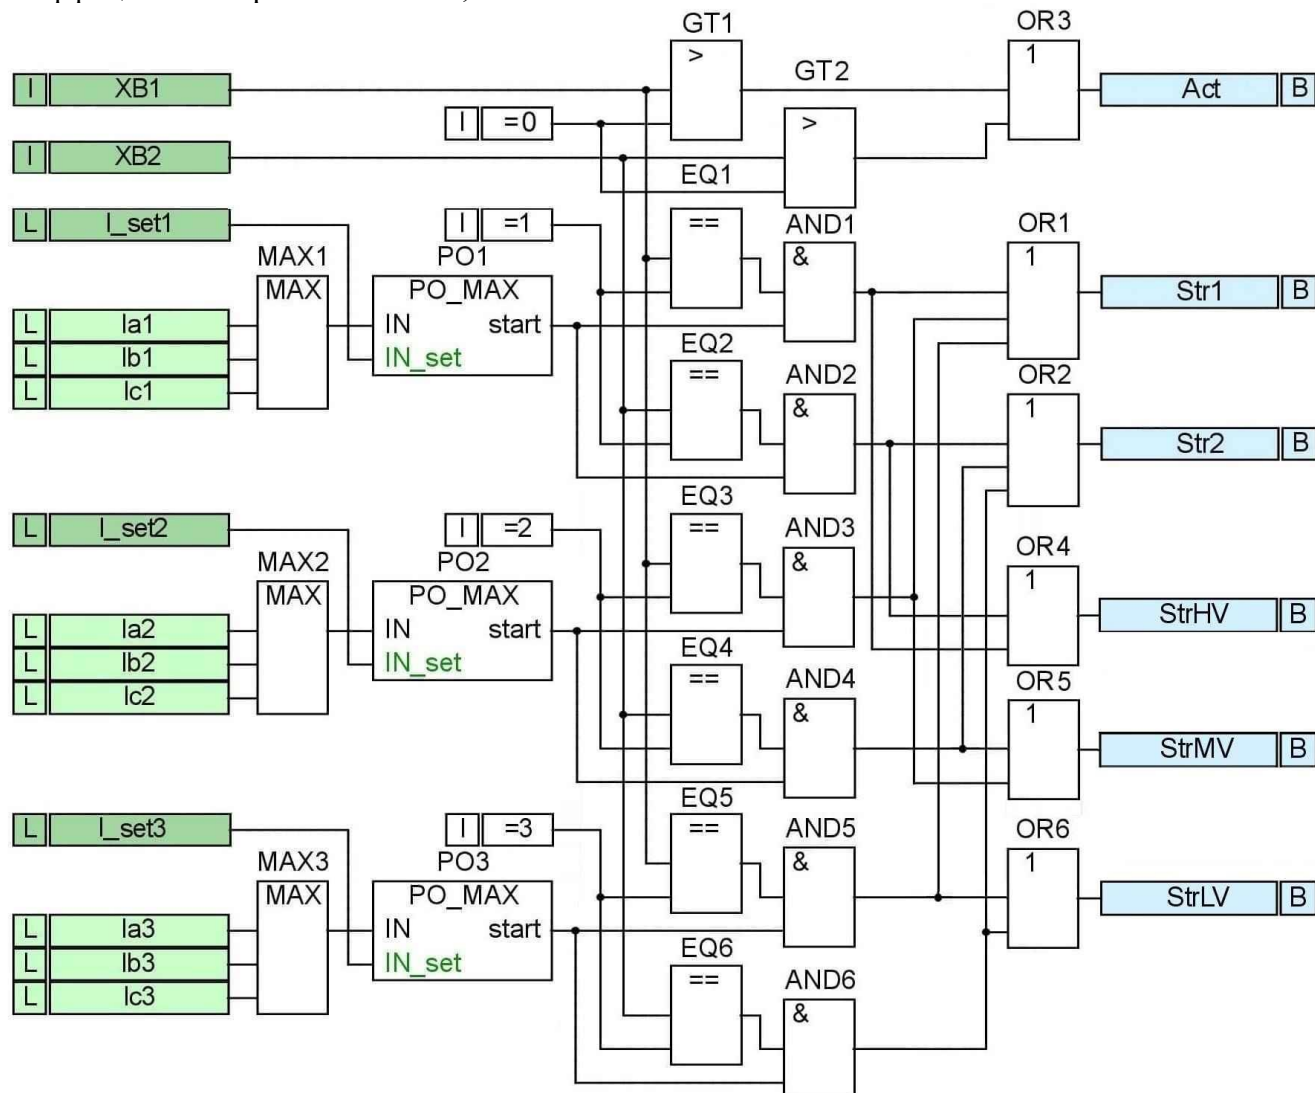 GT1
OR3
> 1
GT2
I XB1
Act B
I =0
>
I XB2
EQ1
L I_set1
I =1
== AND1 OR1
MAX1 PO1
& 1
MAX PO_MAX
Str1 B
L Ia1
IN start
EQ2
L Ib1
IN_set
== AND2 OR2
L Ic1
& 1
Str2 B
EQ3
L I_set2
I =2
== AND3
MAX2 PO2
& OR4
MAX PO_MAX
1
L Ia2
IN start
StrHV B
EQ4
L Ib2
IN_set
== AND4 OR5
L Ic2
& 1
StrMV B
EQ5
L I_set3
I =3
== AND5 OR6
MAX3 PO3
& 1
MAX PO_MAX
StrLV B
L Ia3
IN start
EQ6
L Ib3
IN_set
== AND6
L Ic3
&